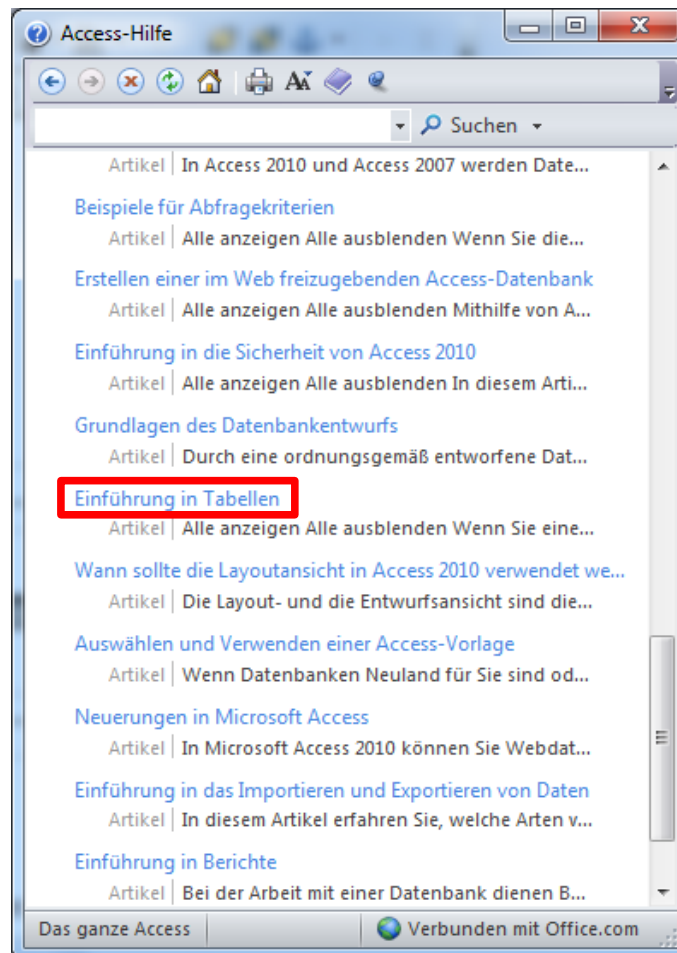 Access-Hilfe
Suchen
Artikel | In Access 2010 und Access 2007 werden Date...
Beispiele für Abfragekriterien
Artikel | Alle anzeigen Alle ausblenden Wenn Sie die...
Erstellen einer im Web freizugebenden Access-Datenbank
Artikel | Alle anzeigen Alle ausblenden Mithilfe von A...
Einführung in die Sicherheit von Access 2010
Artikel | Alle anzeigen Alle ausblenden In diesem Arti...
Grundlagen des Datenbankentwurfs
Artikel | Durch eine ordnungsgemäß entworfene Dat...
Einführung in Tabellen
Artikel | Alle anzeigen Alle ausblenden Wenn Sie eine...
Wann sollte die Layoutansicht in Access 2010 verwendet we...
Artikel | Die Layout- und die Entwurfsansicht sind die...
Auswählen und Verwenden einer Access-Vorlage
Artikel | Wenn Datenbanken Neuland für Sie sind od...
Neuerungen in Microsoft Access
Artikel | In Microsoft Access 2010 können Sie Webdat...
Einführung in das Importieren und Exportieren von Daten
Artikel | In diesem Artikel erfahren Sie, welche Arten v...
Einführung in Berichte
Artikel | Bei der Arbeit mit einer Datenbank dienen B...
Das ganze Access
Verbunden mit Office.com